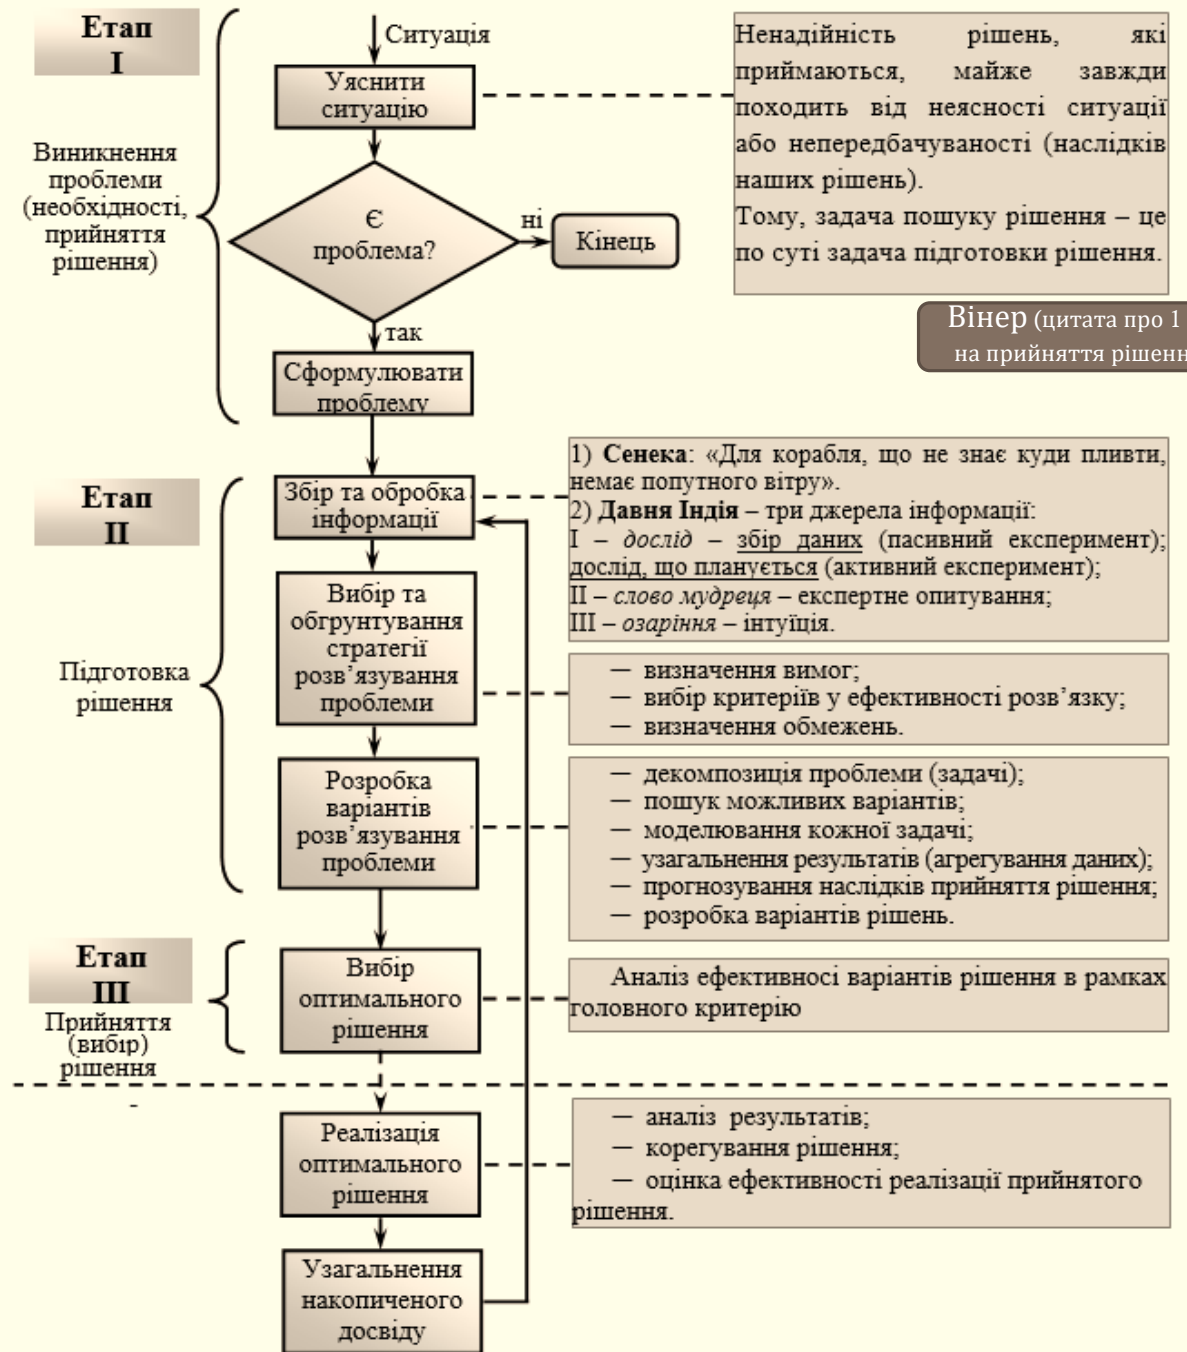 Етап
I
Виникнення
проблеми
(необхідності,
прийняття
рішення)
Ситуація
Уяснити
ситуацію
Є
проблема?
ні
Кінець
так
Сформулювати
проблему
Ненадійність рішень, які
приймаються, майже завжди
походить від неясності ситуації
або непередбачуваності (наслідків
наших рішень).
Тому, задача пошуку рішення – це
по суті задача підготовки рішення.
Вінер (цитата про 1
на прийняття рішенн
Етап
II
Підготовка
рішення
Збір та обробка
інформації
1) Сенека: «Для корабля, що не знає куди пливти,
немає попутного вітру».
2) Давня Індія – три джерела інформації:
I – дослід – збір даних (пасивний експеримент);
дослід, що планується (активний експеримент);
II – слово мудреця – експертне опитування;
III – озаріння – інтуїція.
Вибір та
обгрунтування
стратегії
розв’язування
проблеми
— визначення вимог;
— вибір критеріїв у ефективності розв’язку;
— визначення обмежень.
Розробка
варіантів
розв’язування
проблеми
— декомпозиція проблеми (задачі);
— пошук можливих варіантів;
— моделювання кожної задачі;
— узагальнення результатів (агрегування даних);
— прогнозування наслідків прийняття рішення;
— розробка варіантів рішень.
Етап
III
Прийняття
(вибір)
рішення
Вибір
оптимального
рішення
Аналіз ефективносі варіантів рішення в рамках
головного критерію
-
Реалізація
оптимального
рішення
— аналіз результатів;
— корегування рішення;
— оцінка ефективності реалізації прийнятого
рішення.
Узагальнення
накопиченого
досвіду